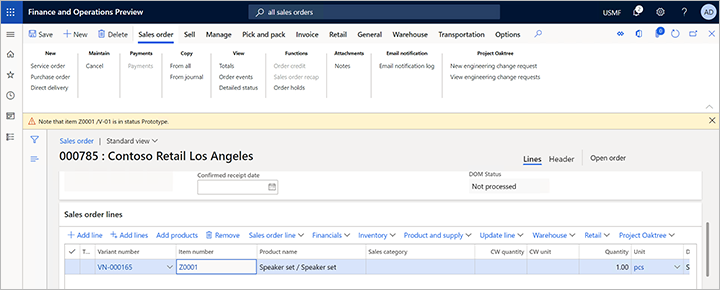 Finance and Operations Preview
all sales orders
USMF
AD
Save New Delete Sales order Sell Manage Pick and pack Invoice Retail General Warehouse Transportation Options
New Maintain Payments Copy View Functions Attachments Email notification Project Oaktree
Service order Cancel Payments From all Totals Order credit Notes Email notification log New engineering change request
Purchase order From journal Order events Sales order recap View engineering change requests
Direct delivery Detailed status Order holds
Note that item Z0001 /V-01 is in status Prototype.
Sales order | Standard view
000785 : Contoso Retail Los Angeles
Lines Header Open order
Confirmed receipt date DOM Status
Not processed
Sales order lines
+ Add line Add lines Add products Remove Sales order line Financials Inventory Product and supply Update line Warehouse Retail Project Oaktree
T... Variant number Item number Product name Sales category CW quantity CW unit Quantity Unit D
VN-000165 Z0001 Speaker set / Speaker set 1.00 pcs S